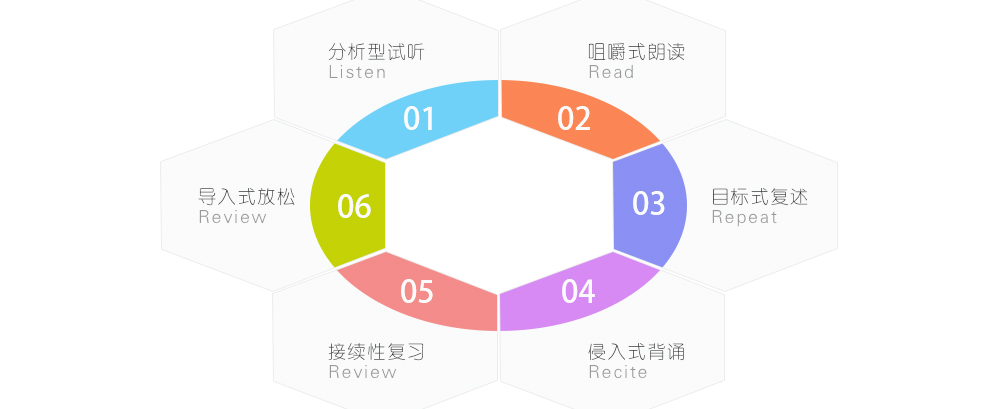 分析型试听
Listen
01
咀嚼式朗读
Read
02
目标式复述
Repeat
03
侵入式背诵
Recite
04
接续性复习
Review
05
导入式放松
Review
06